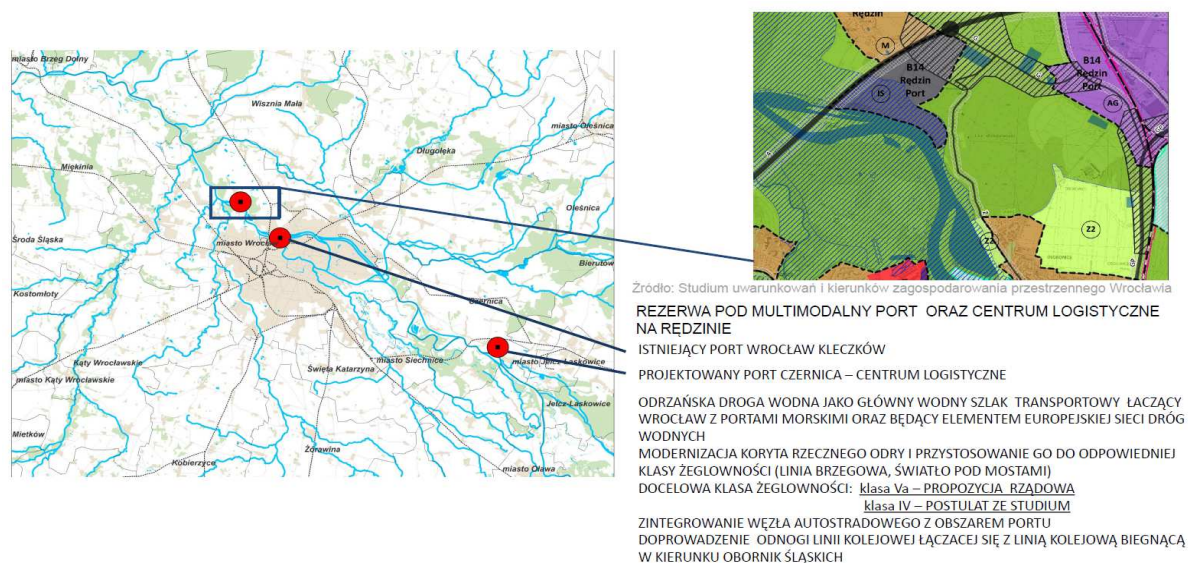 miasto Brzeg Dolny
Wisznia Mała
miasto Oleśnica
Długołęka
Miękinia
Oleśnica
Środa Śląska
miasto Wrocław
Bierutów
Kostomłoty
Czernica
Kąty Wrocławskie
miasto Siechnice
miasto Jelcz-Laskowice
miasto Kąty Wrocławskie
Święta Katarzyna
Jelcz-Laskowice
Mietków
Żórawina
Kobierzyce
miasto Oława
Rędzin
M
B14
Rędzin
Port
IS
B14
Rędzin
Port
AG
Z2
Z2
Źródło: Studium uwarunkowań i kierunków zagospodarowania przestrzennego Wrocławia
REZERWA POD MULTIMODALNY PORT ORAZ CENTRUM LOGISTYCZNE
NA RĘDZINIE
ISTNIEJĄCY PORT WROCŁAW KLECZKÓW
PROJEKTOWANY PORT CZERNICA – CENTRUM LOGISTYCZNE
ODRZAŃSKA DROGA WODNA JAKO GŁÓWNY WODNY SZLAK TRANSPORTOWY ŁACZĄCY
WROCŁAW Z PORTAMI MORSKIMI ORAZ BĘDĄCY ELEMENTEM EUROPEJSKIEJ SIECI DRÓG
WODNYCH
MODERNIZACJA KORYTA RZECZNEGO ODRY I PRZYSTOSOWANIE GO DO ODPOWIEDNIEJ
KLASY ŻEGLOWNOŚCI (LINIA BRZEGOWA, ŚWIATŁO POD MOSTAMI)
DOCELOWA KLASA ŻEGLOWNOŚCI: klasa Va – PROPOZYCJA RZĄDOWA
klasa IV – POSTULAT ZE STUDIUM
ZINTEGROWANIE WĘZŁA AUTOSTRADOWEGO Z OBSZAREM PORTU
DOPROWADZENIE ODNOGI LINII KOLEJOWEJ ŁĄCZACEJ SIĘ Z LINIĄ KOLEJOWĄ BIEGNĄCĄ
W KIERUNKU OBORNIK ŚLĄSKICH